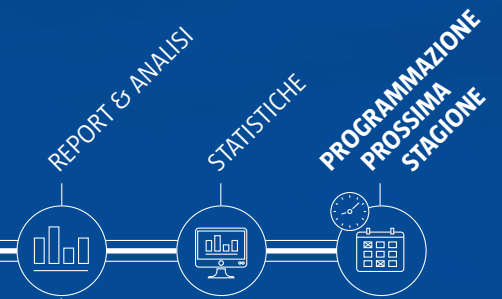 REPORT & ANALISI
STATISTICHE
PROGRAMMAZIONE
PROSSIMA
STAGIONE